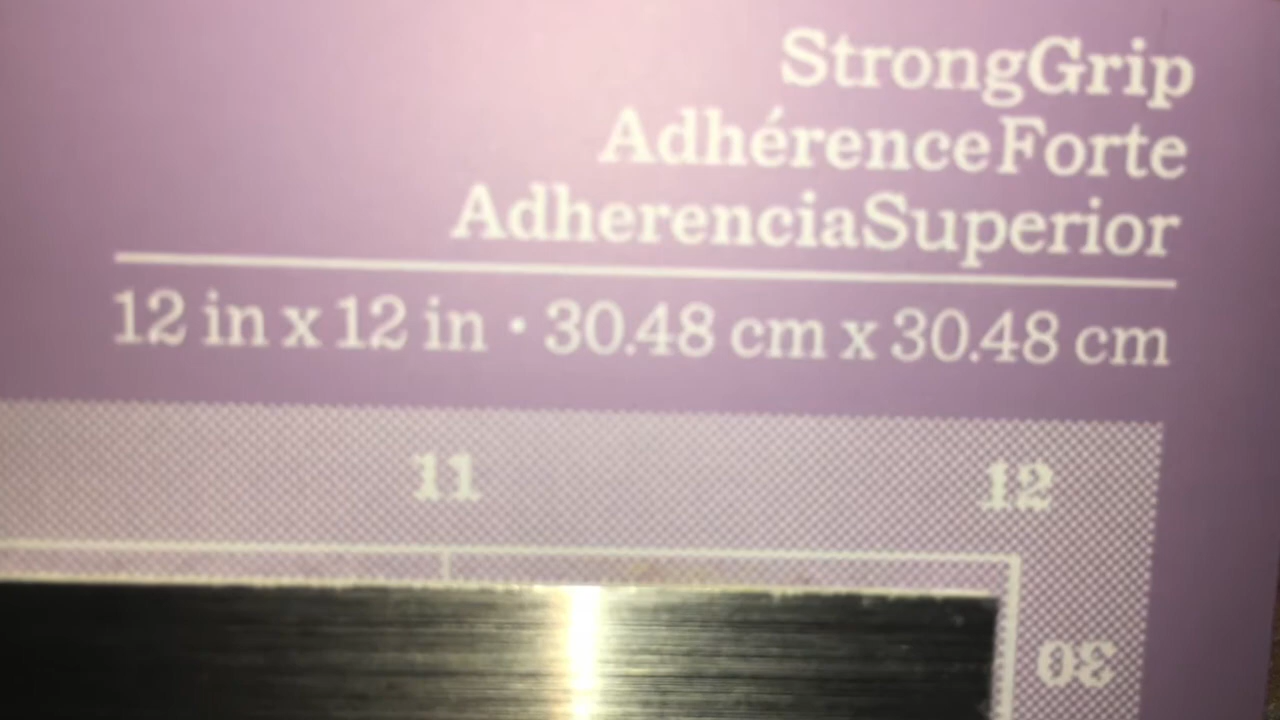 StrongGrip
AdhérenceForte
AdherenciaSuperior
12 in x 12 in • 30.48 cm x 30.48 cm
11
12
30